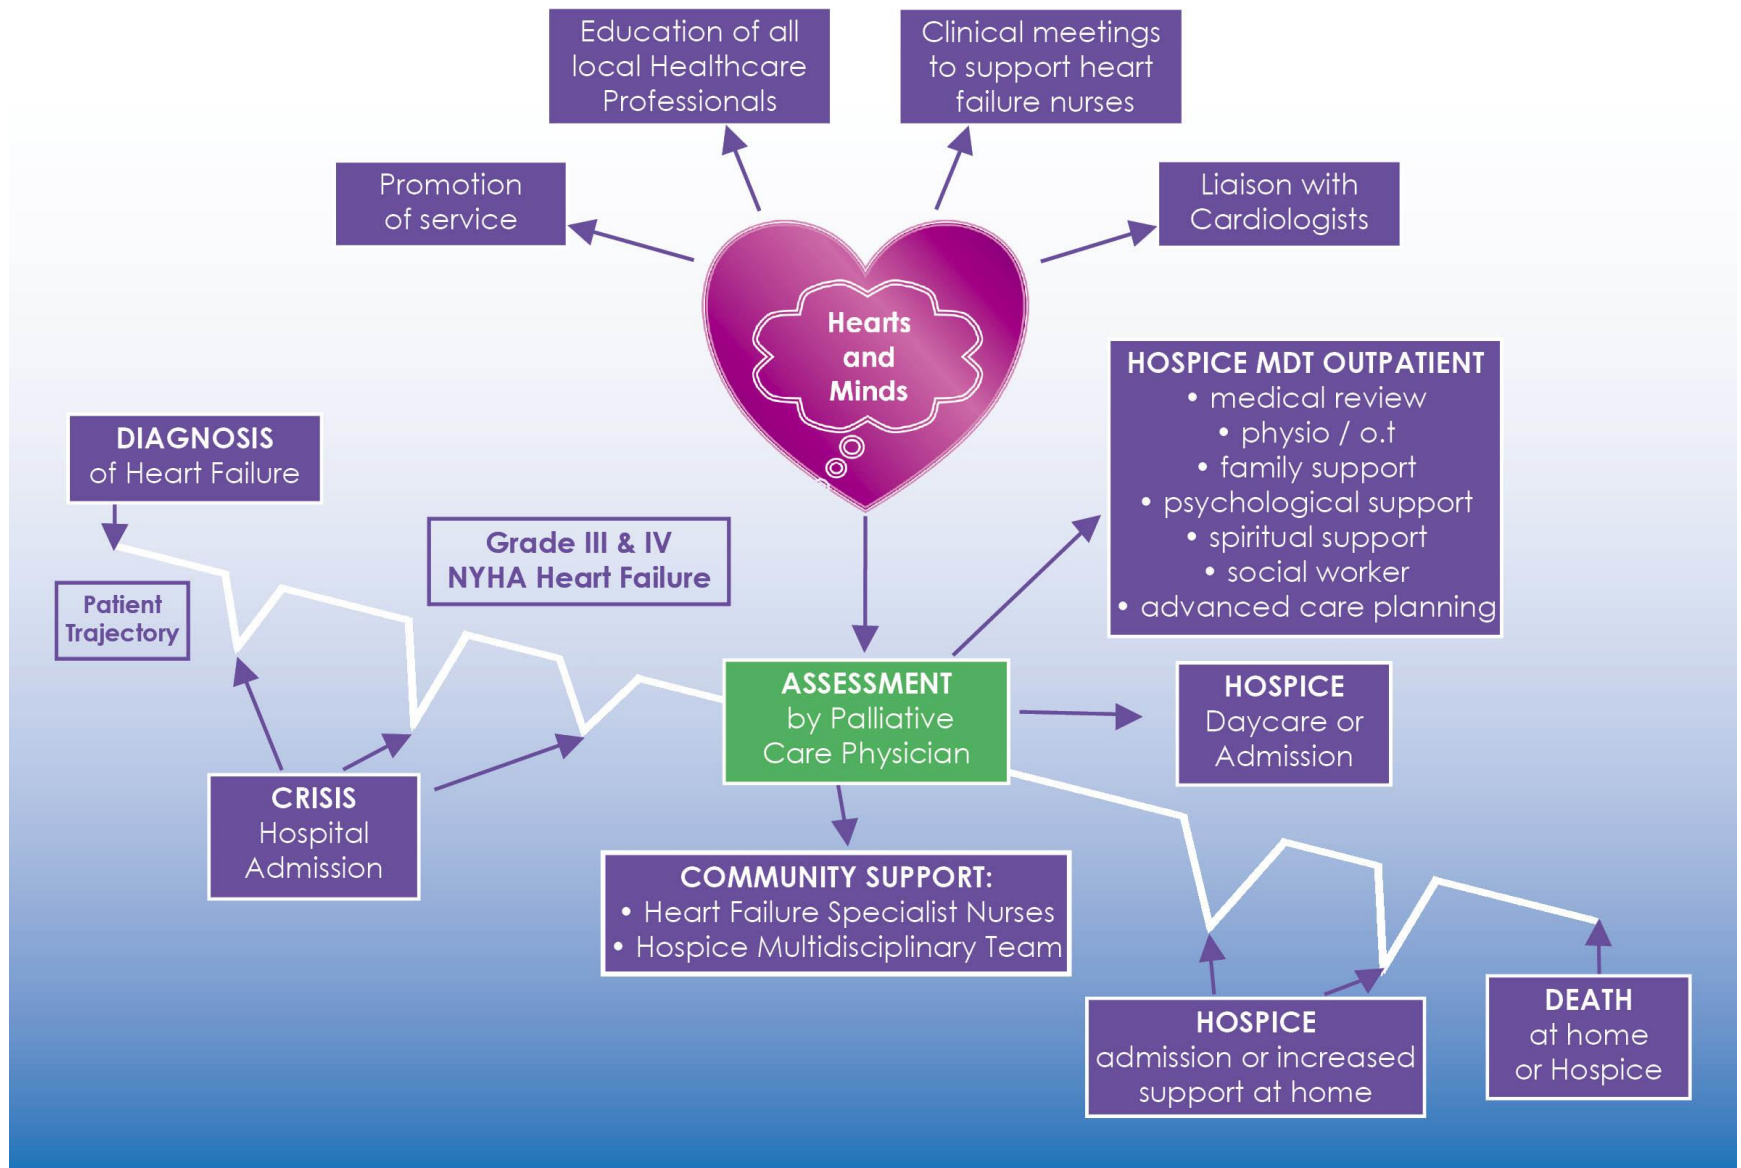 Education of all
local Healthcare
Professionals
Clinical meetings
to support heart
failure nurses
Promotion
of service
Liaison with
Cardiologists
Hearts
and
Minds
HOSPICE MDT OUTPATIENT
• medical review
• physio / o.t
• family support
• psychological support
• spiritual support
• social worker
• advanced care planning
DIAGNOSIS
of Heart Failure
Grade III & IV
NYHA Heart Failure
Patient
Trajectory
ASSESSMENT
by Palliative
Care Physician
HOSPICE
Daycare or
Admission
CRISIS
Hospital
Admission
COMMUNITY SUPPORT:
• Heart Failure Specialist Nurses
• Hospice Multidisciplinary Team
HOSPICE
admission or increased
support at home
DEATH
at home
or Hospice